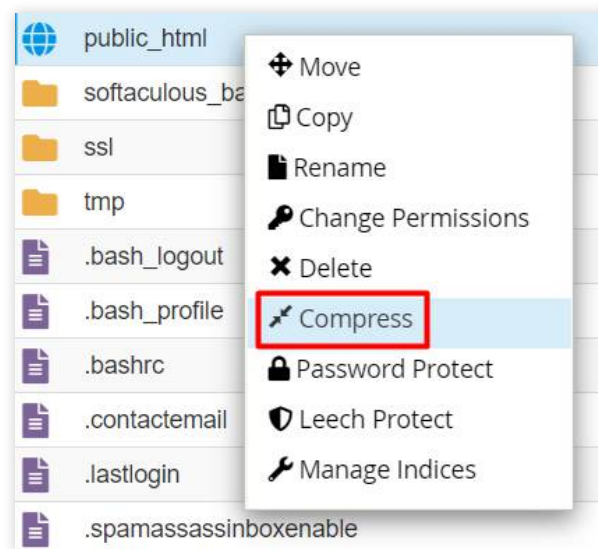 public_html
softaculous_ba
ssl
tmp
.bash_logout
.bash_profile
.bashrc
.contactemail
.lastlogin
.spamassassinboxenable
Move
Copy
Rename
Change Permissions
Delete
Compress
Password Protect
Leech Protect
Manage Indices